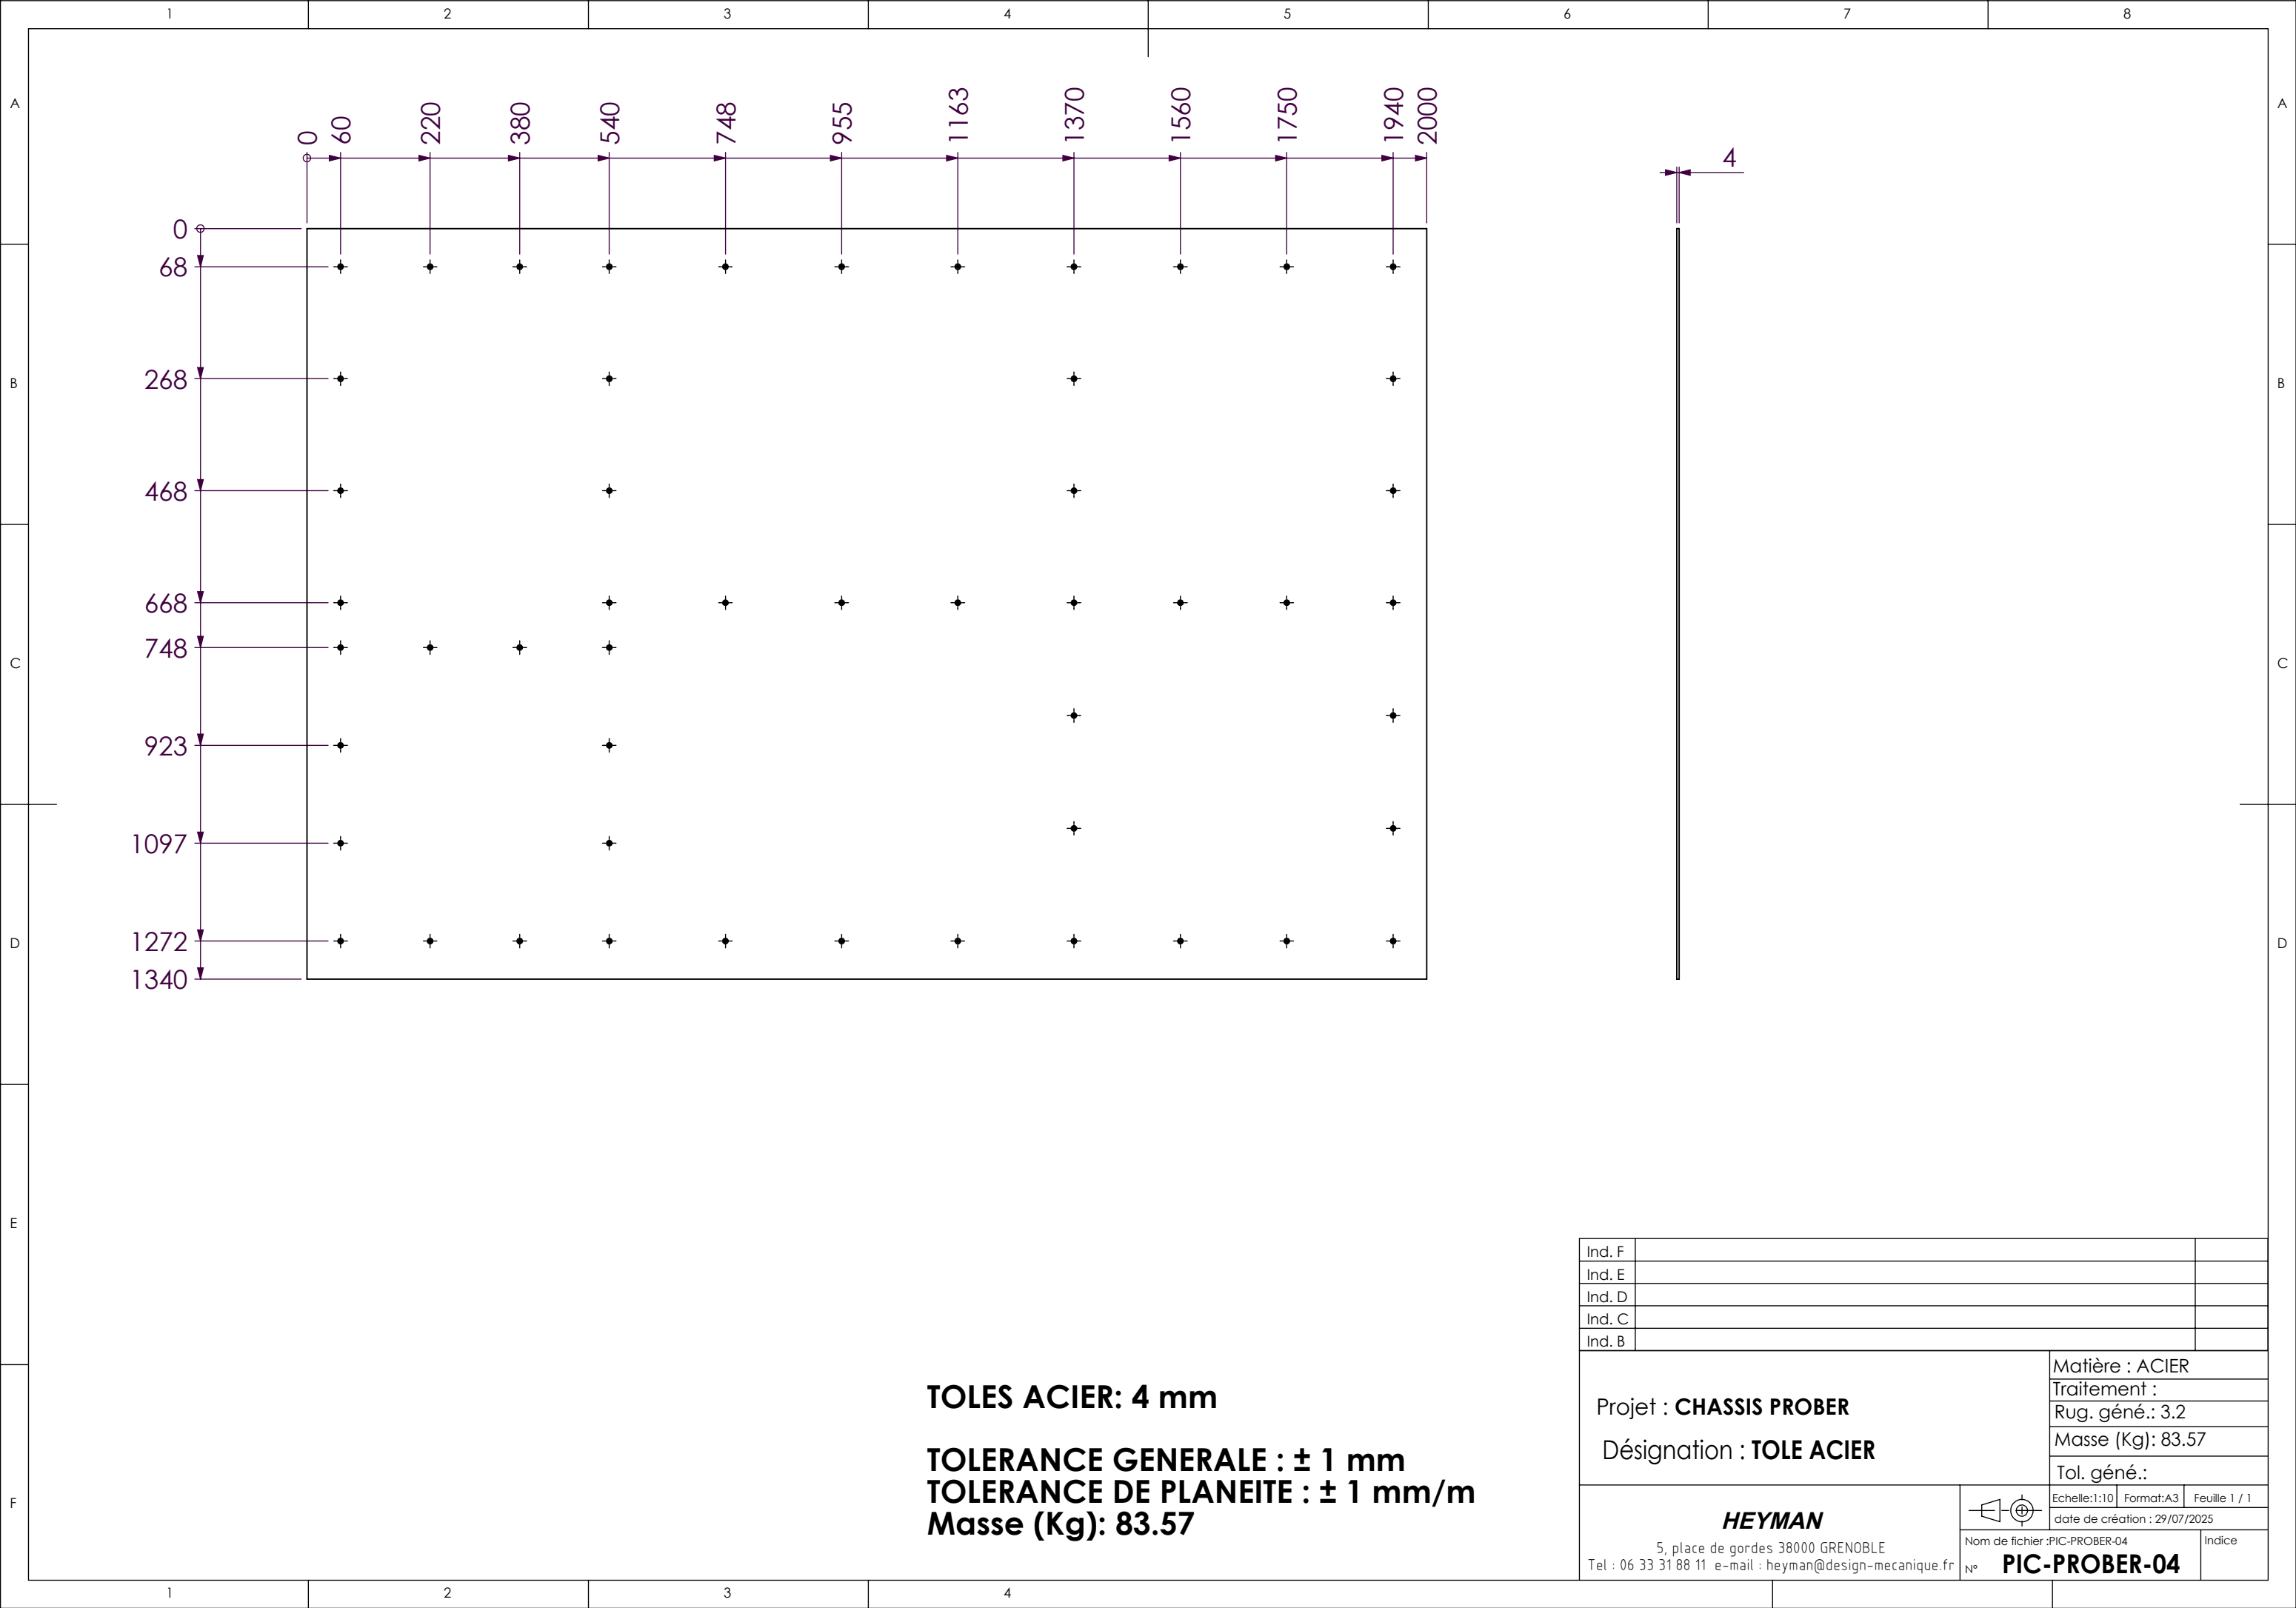 1 2 3 4 5 6 7 8
A A
0 60 220 380 540 748 955 1163 1370 1560 1750 1940 2000
4
0
68
268
B B
468
668
C C
748
923
1097
D D
1272
1340
E E
Ind. F
Ind. E
Ind. D
Ind. C
Ind. B
TOLES ACIER: 4 mm
TOLERANCE GENERALE : ± 1 mm
TOLERANCE DE PLANEITE : ± 1 mm/m
Masse (Kg): 83.57
Projet : CHASSIS PROBER
Désignation : TOLE ACIER
Matière : ACIER
Traitement :
Rug. géné.: 3.2
Masse (Kg): 83.57
Tol. géné.:
F
HEYMAN
5, place de gordes 38000 GRENOBLE
Tel : 06 33 31 88 11 e-mail : heyman@design-mecanique.fr
Echelle:1:10 Format:A3 Feuille 1 / 1
date de création : 29/07/2025
Nom de fichier :PIC-PROBER-04
Indice
N° PIC-PROBER-04
1 2 3 4